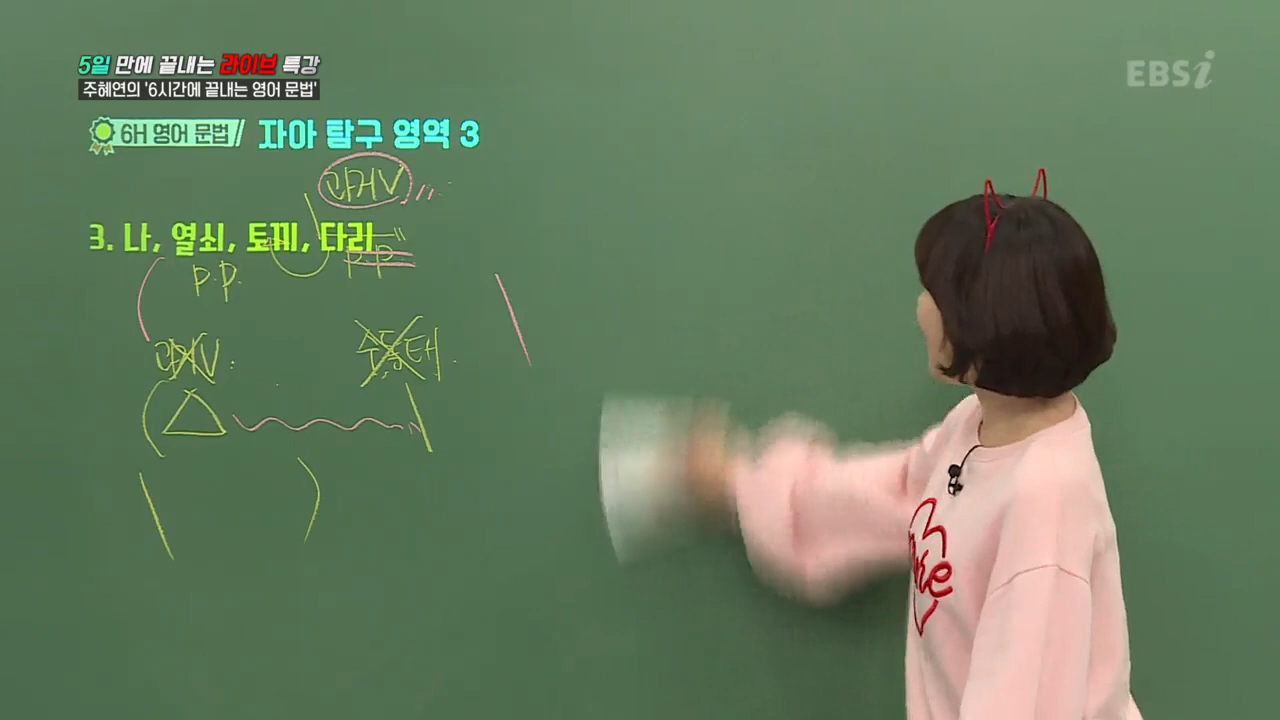 5일 만에 끝내는 라이브 특강
주혜연의 '6시간에 끝내는 영어 문법'
EBSi
6H 영어 문법 자아 탐구 영역 3
과거V
3. 나, 열쇠, 토끼, 다리
P.P.
P.P.
과거V.
수동태.